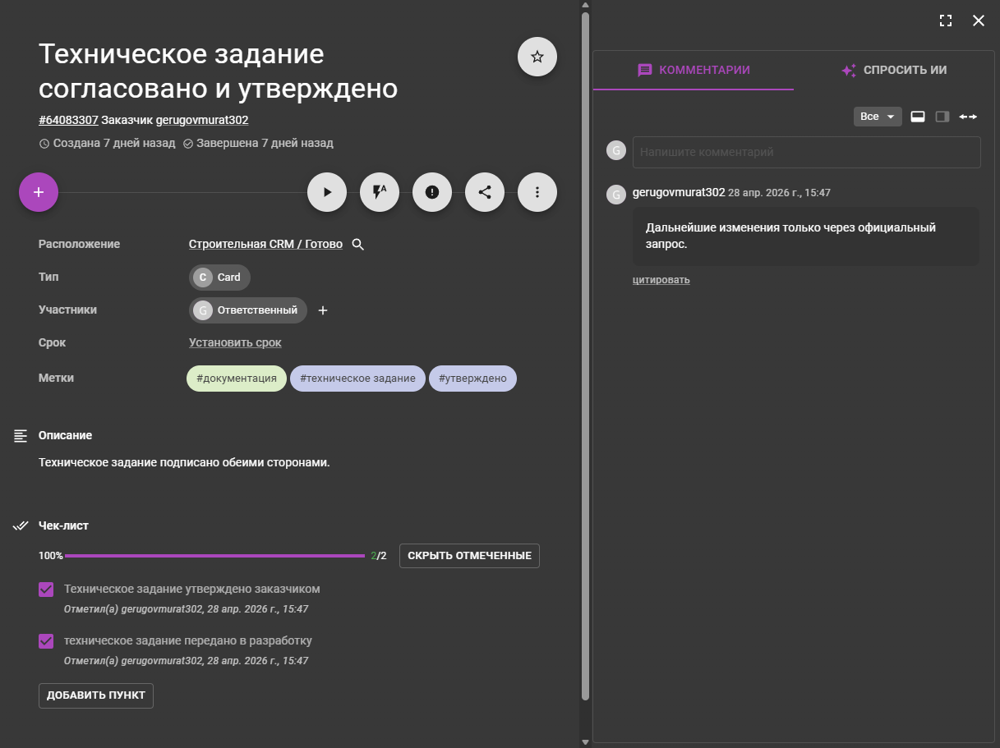 Техническое задание
согласовано и утверждено
#64083307 Заказчик gerugovmurat302
Создана 7 дней назад Завершена 7 дней назад
Расположение Строительная CRM / Готово
Тип C Card
Участники G Ответственный
Срок Установить срок
Метки #документация #техническое задание #утверждено
Описание
Техническое задание подписано обеими сторонами.
Чек-лист
100% 2/2 СКРЫТЬ ОТМЕЧЕННЫЕ
Техническое задание утверждено заказчиком
Отметил(а) gerugovmurat302, 28 апр. 2026 г., 15:47
техническое задание передано в разработку
Отметил(а) gerugovmurat302, 28 апр. 2026 г., 15:47
ДОБАВИТЬ ПУНКТ
КОММЕНТАРИИ СПРОСИТЬ ИИ
Все
G Напишите комментарий
G gerugovmurat302 28 апр. 2026 г., 15:47
Дальнейшие изменения только через официальный
запрос.
цитировать